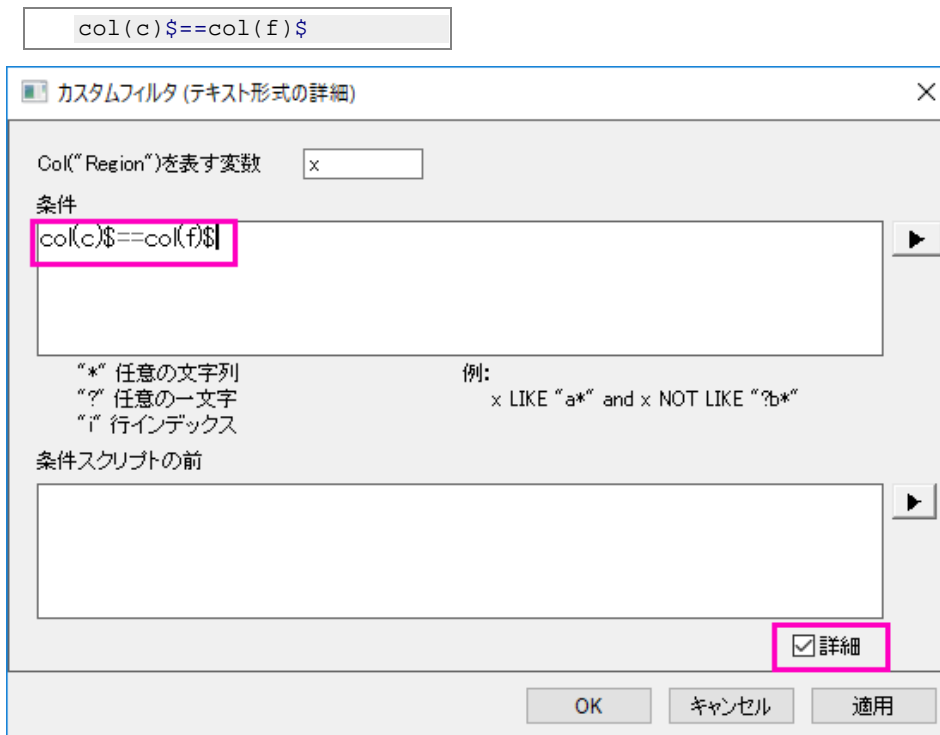 col(c)$==col(f)$
カスタムフィルタ (テキスト形式の詳細)
Col("Region")を表す変数 x
条件
col(c)$==col(f)$
"*" 任意の文字列 例:
"?" 任意の一文字 x LIKE "a*" and x NOT LIKE "?b*"
"i" 行インデックス
条件スクリプトの前
詳細
OK キャンセル 適用